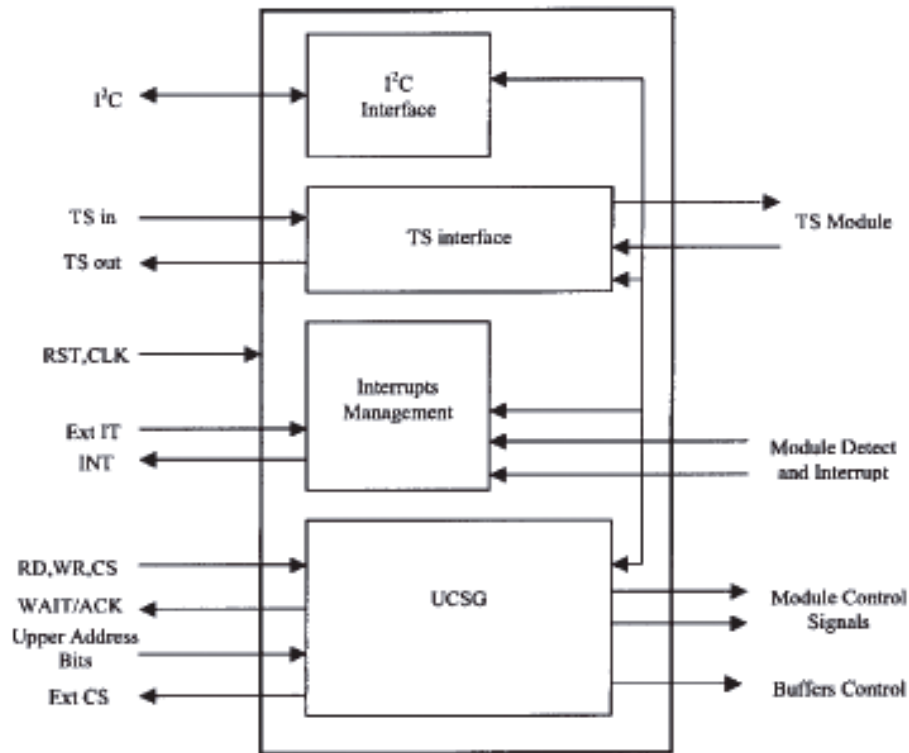 I²C
I²C
Interface
TS in
TS out
TS interface
TS Module
RST,CLK
Interrupts
Management
Ext IT
INT
Module Detect
and Interrupt
RD,WR,CS
WAIT/ACK
Upper Address
Bits
Ext CS
UCSG
Module Control
Signals
Buffers Control